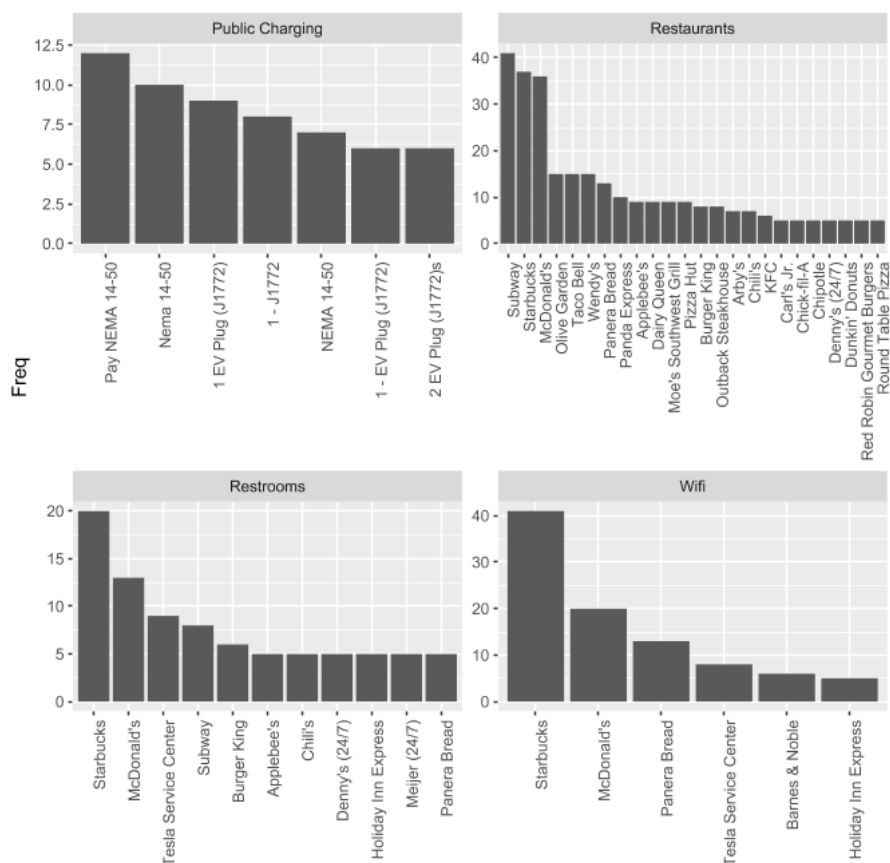 Public Charging
12.5
10.0
7.5
5.0
2.5
0.0
Pay NEMA 14-50
Nema 14-50
1 EV Plug (J1772)
1 - J1772
NEMA 14-50
1 - EV Plug (J1772)
2 EV Plug (J1772)s
Restaurants
40
30
20
10
0
Subway
Starbucks
McDonald's
Olive Garden
Taco Bell
Wendy's
Panera Bread
Panda Express
Applebee's
Dairy Queen
Moe's Southwest Grill
Pizza Hut
Burger King
Outback Steakhouse
Arby's
Chili's
KFC
Carl's Jr.
Chick-fil-A
Chipotle
Denny's (24/7)
Dunkin' Donuts
Red Robin Gourmet Burgers
Round Table Pizza
Freq
Restrooms
20
15
10
5
0
Starbucks
McDonald's
Tesla Service Center
Subway
Burger King
Applebee's
Chili's
Denny's (24/7)
Holiday Inn Express
Meijer (24/7)
Panera Bread
Wifi
40
30
20
10
0
Starbucks
McDonald's
Panera Bread
Tesla Service Center
Barnes & Noble
Holiday Inn Express